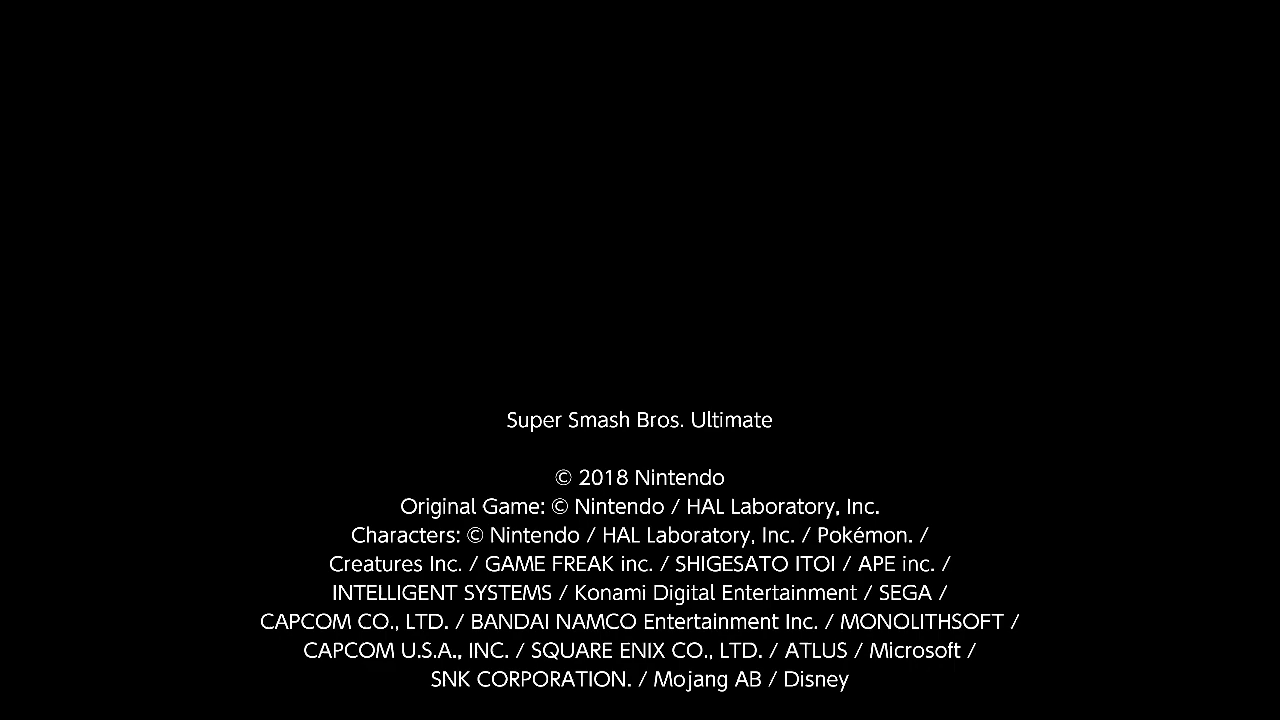 Super Smash Bros. Ultimate
© 2018 Nintendo
Original Game: © Nintendo / HAL Laboratory, Inc.
Characters: © Nintendo / HAL Laboratory, Inc. / Pokémon. /
Creatures Inc. / GAME FREAK inc. / SHIGESATO ITOI / APE inc. /
INTELLIGENT SYSTEMS / Konami Digital Entertainment / SEGA /
CAPCOM CO., LTD. / BANDAI NAMCO Entertainment Inc. / MONOLITHSOFT /
CAPCOM U.S.A., INC. / SQUARE ENIX CO., LTD. / ATLUS / Microsoft /
SNK CORPORATION. / Mojang AB / Disney